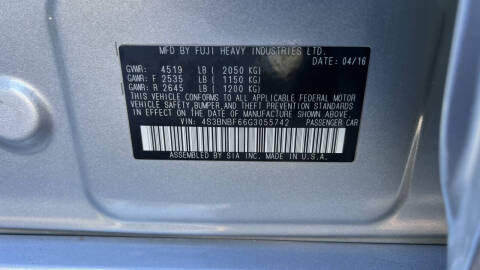 MFD BY FUJI HEAVY INDUSTRIES LTD.
DATE: 04/16
GVWR: 4519 LB ( 2050 KG)
GAWR: F 2535 LB ( 1150 KG)
GAWR: R 2645 LB ( 1200 KG)
THIS VEHICLE CONFORMS TO ALL APPLICABLE FEDERAL MOTOR
VEHICLE SAFETY, BUMPER, AND THEFT PREVENTION STANDARDS
IN EFFECT ON THE DATE OF MANUFACTURE SHOWN ABOVE.
VIN: 4S3BNBF66G3055742 PASSENGER CAR
ASSEMBLED BY SIA INC. MADE IN U.S.A.